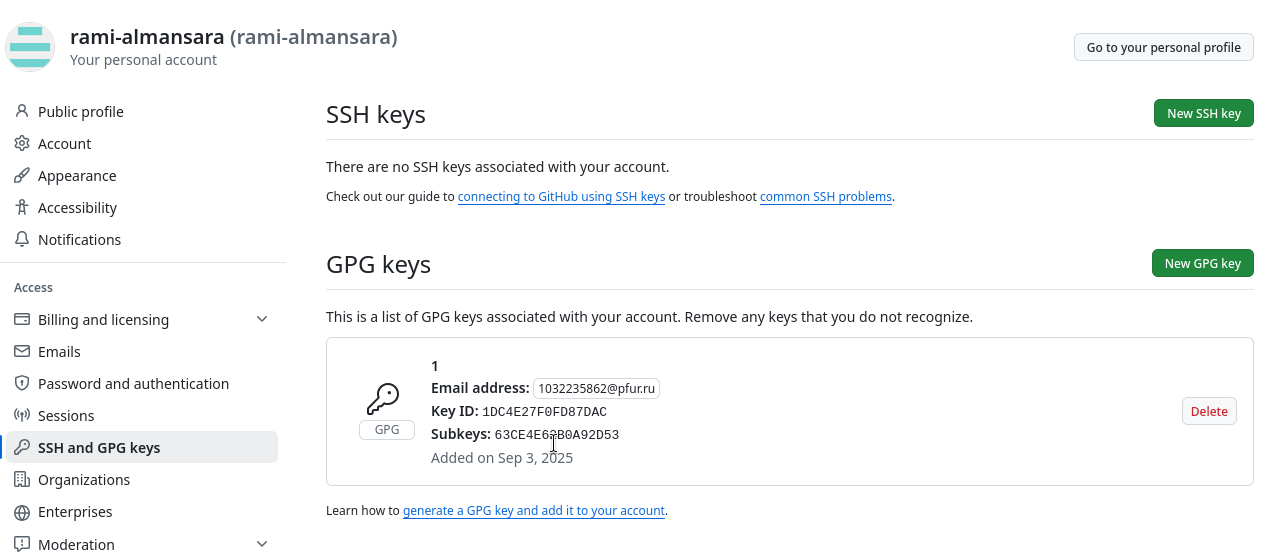 rami-almansara (rami-almansara)
Your personal account
Go to your personal profile
Public profile
Account
Appearance
Accessibility
Notifications
Access
Billing and licensing
Emails
Password and authentication
Sessions
SSH and GPG keys
Organizations
Enterprises
Moderation
SSH keys
New SSH key
There are no SSH keys associated with your account.
Check out our guide to connecting to GitHub using SSH keys or troubleshoot common SSH problems.
GPG keys
New GPG key
This is a list of GPG keys associated with your account. Remove any keys that you do not recognize.
GPG
1
Email address: 1032235862@pfur.ru
Key ID: 1DC4E27F0FD87DAC
Subkeys:
Added on Sep 3, 2025
Delete
Learn how to generate a GPG key and add it to your account.